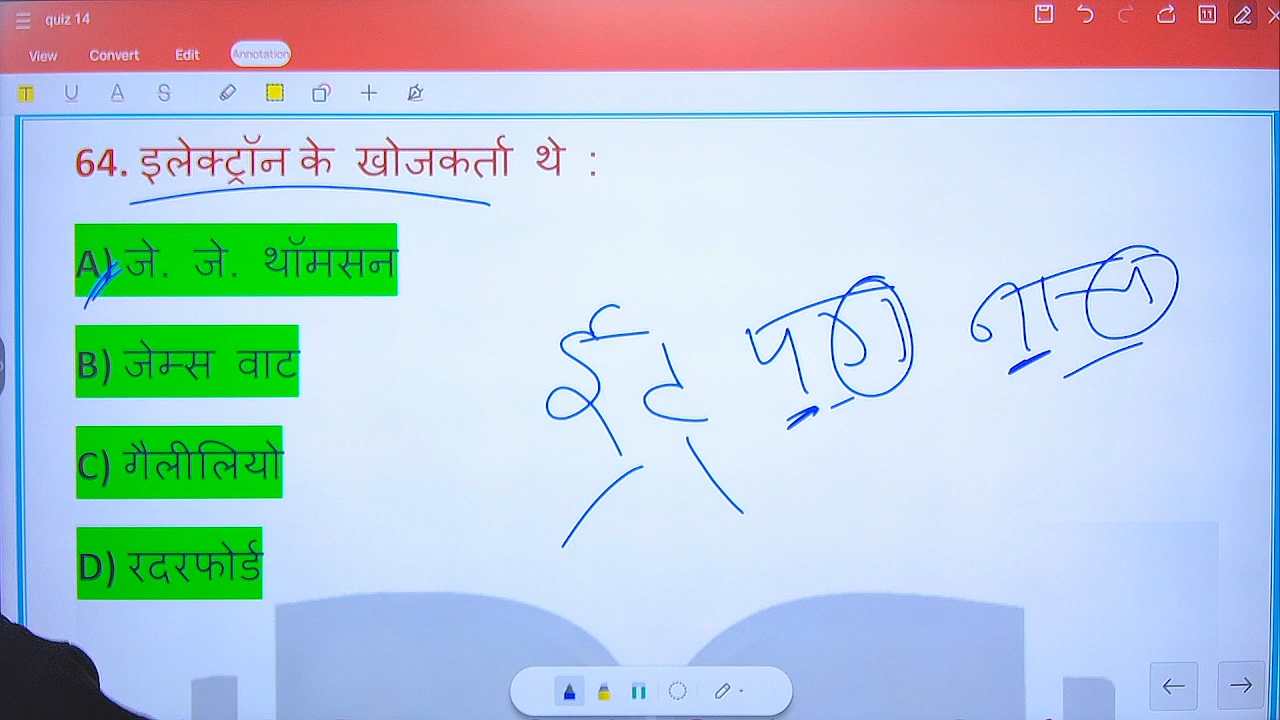 quiz 14
View Convert Edit Annotation
64. इलेक्ट्रॉन के खोजकर्ता थे :
A) जे. जे. थॉमसन
B) जेम्स वाट
C) गैलीलियो
D) रदरफोर्ड